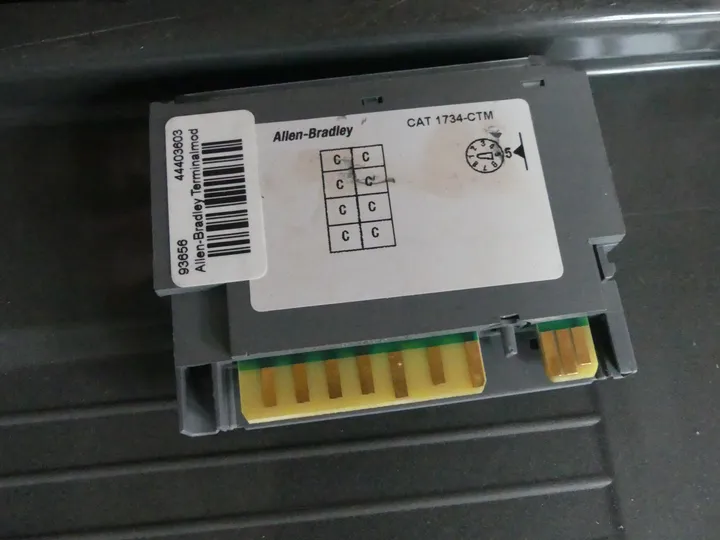 93656 44403603
Allen-Bradley Terminalmod
Allen-Bradley CAT 1734-CTM
C C
C C
C C
C C
5